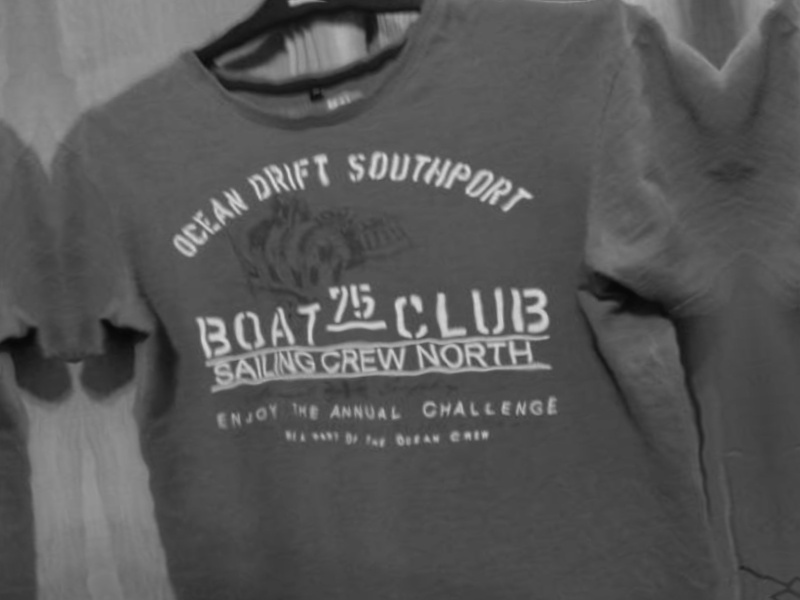 OCEAN DRIFT SOUTHPORT
BOAT 75 CLUB
SAILING CREW NORTH
ENJOY THE ANNUAL CHALLENGE
BE A PART OF THE OCEAN CREW